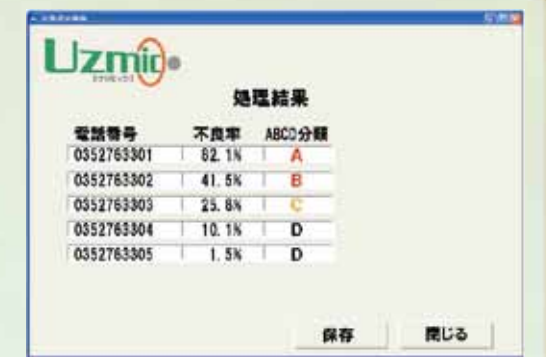 Uzmic
処理結果
電話番号 不良率 ABCD分類
0352763301 82.1% A
0352763302 41.5% B
0352763303 25.8% C
0352763304 10.1% D
0352763305 1.5% D
保存 閉じる